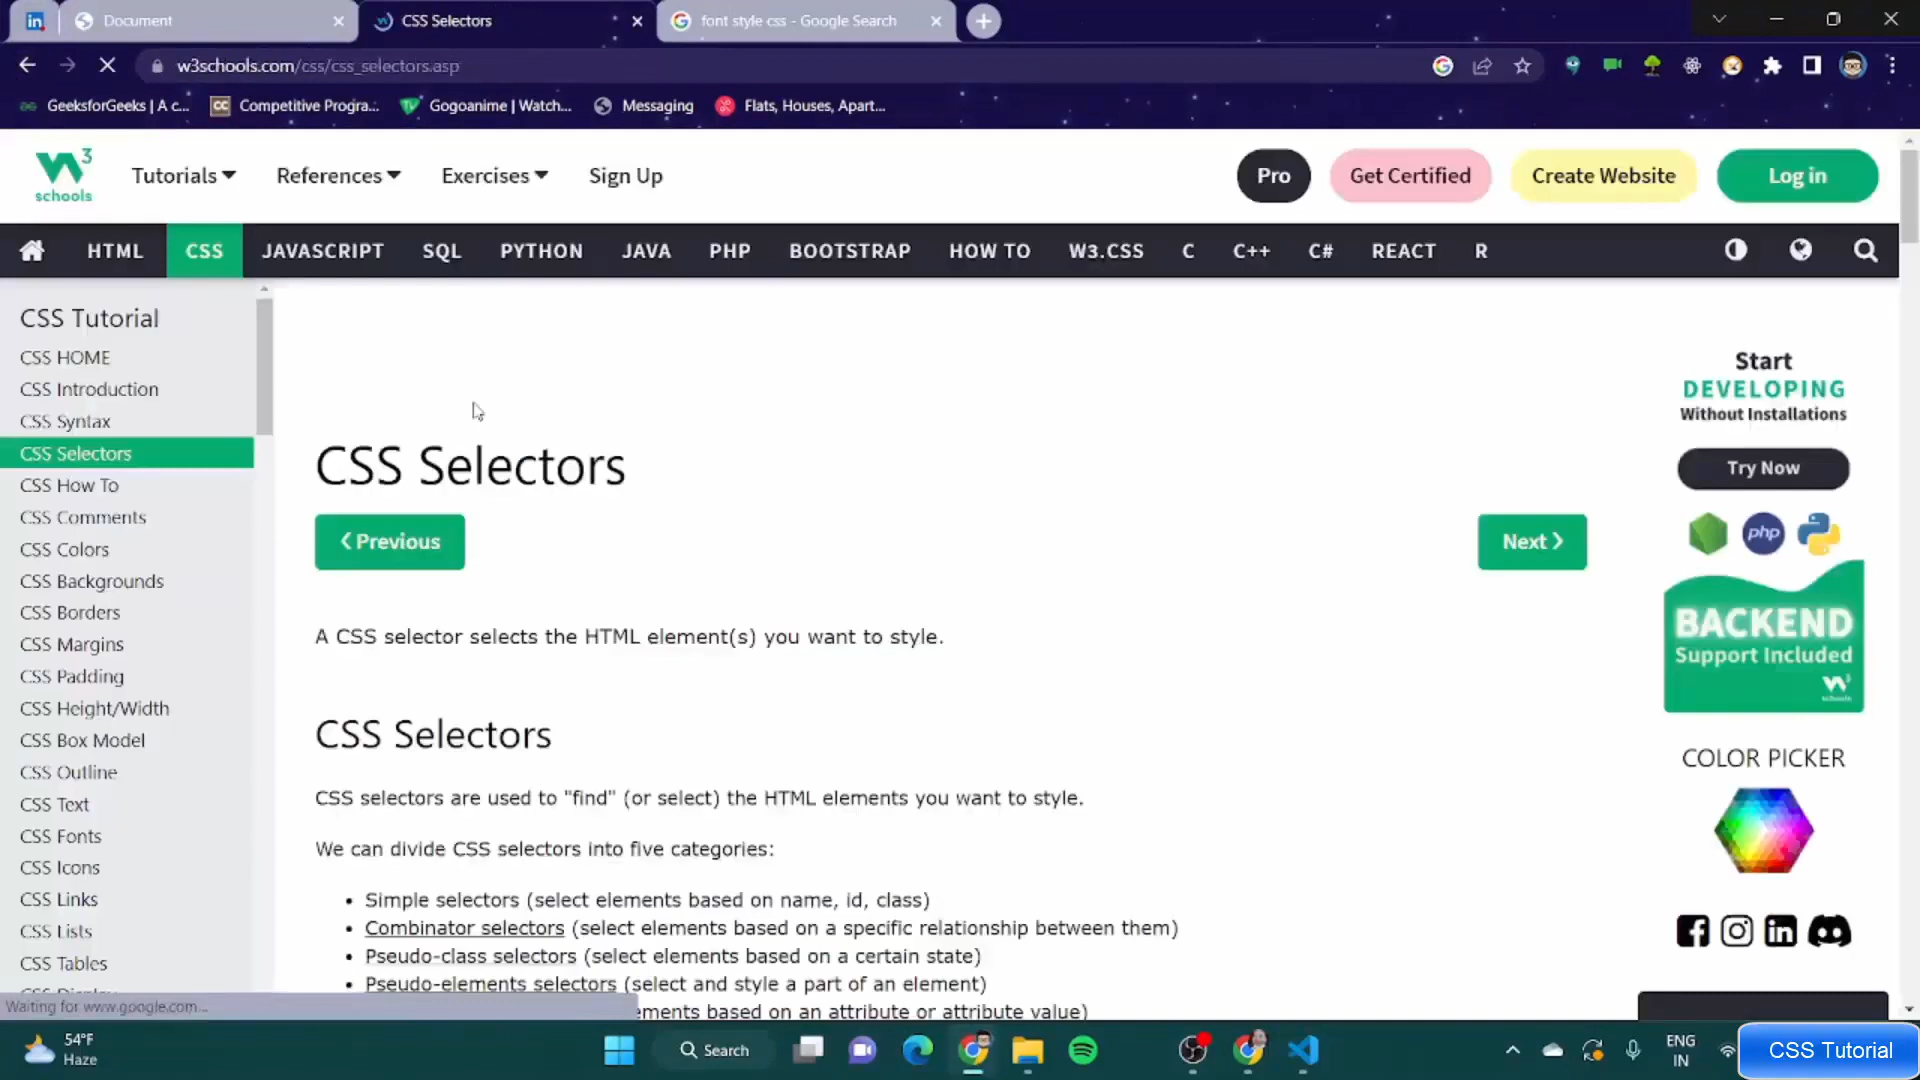 Document
CSS Selectors
font style css - Google Search
w3schools.com/css/css_selectors.asp
GeeksforGeeks | A c...
CC
Competitive Progra...
Gogoanime | Watch...
Messaging
Flats, Houses, Apart...
3
schools
Tutorials
References
Exercises
Sign Up
Pro
Get Certified
Create Website
Log in
HTML
CSS
JAVASCRIPT
SQL
PYTHON
JAVA
PHP
BOOTSTRAP
HOW TO
W3.CSS
C
C++
C#
REACT
R
CSS Tutorial
CSS HOME
CSS Introduction
CSS Syntax
CSS Selectors
CSS How To
CSS Comments
CSS Colors
CSS Backgrounds
CSS Borders
CSS Margins
CSS Padding
CSS Height/Width
CSS Box Model
CSS Outline
CSS Text
CSS Fonts
CSS Icons
CSS Links
CSS Lists
CSS Tables
Waiting for www.google.com...
CSS Selectors
Previous
Next
A CSS selector selects the HTML element(s) you want to style.
CSS Selectors
CSS selectors are used to "find" (or select) the HTML elements you want to style.
We can divide CSS selectors into five categories:
• Simple selectors (select elements based on name, id, class)
• Combinator selectors (select elements based on a specific relationship between them)
• Pseudo-class selectors (select elements based on a certain state)
• Pseudo-elements selectors (select and style a part of an element)
ements based on an attribute or attribute value)
Start
DEVELOPING
Without Installations
Try Now
php
BACKEND
Support Included
schools
COLOR PICKER
54°F
Haze
Search
ENG
IN
CSS Tutorial